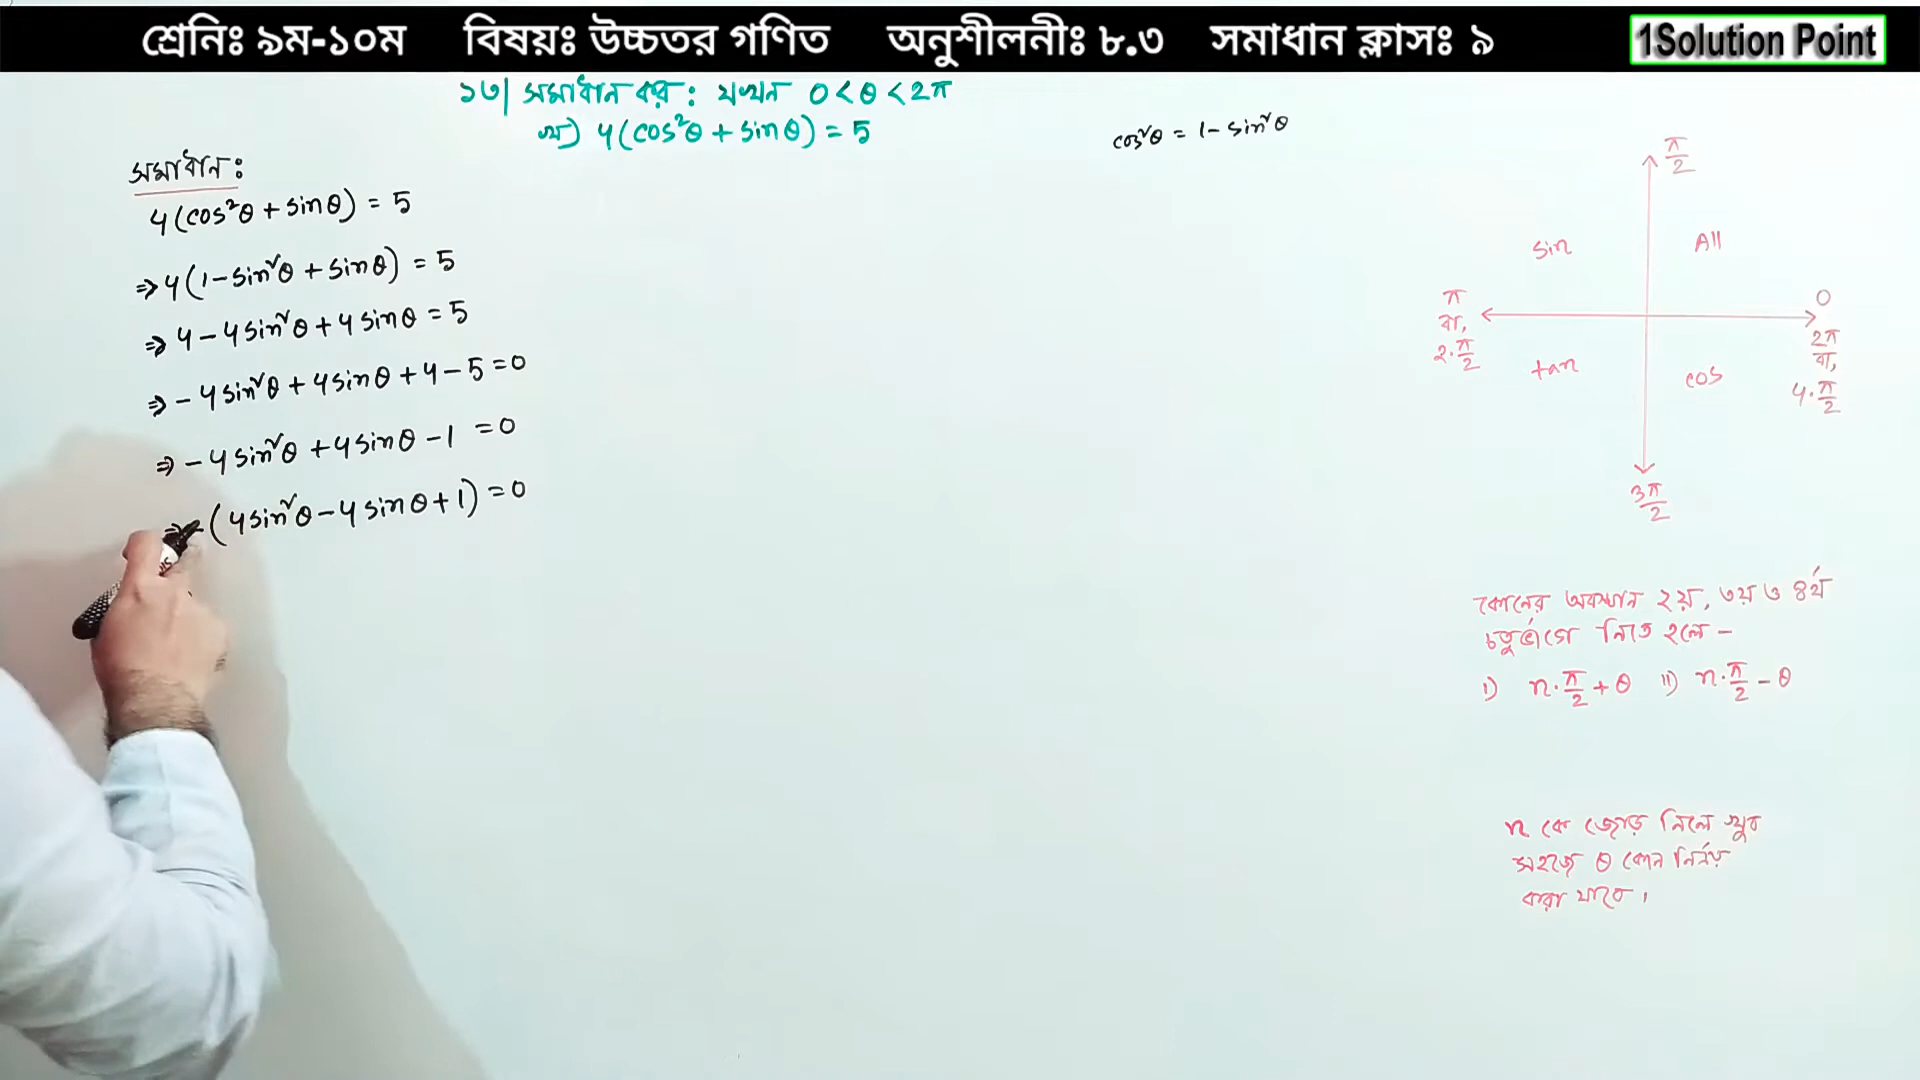 শ্রেনিঃ ৯ম-১০ম বিষয়ঃ উচ্চতর গণিত অনুশীলনীঃ ৮.৩ সমাধান ক্লাসঃ ৯
1Solution Point
১৩| সমাধান কর : যখন 0 < θ < 2π
4(cos²θ + sinθ) = 5
cos²θ = 1 - sin²θ
সমাধান :
4(cos²θ + sinθ) = 5
⇒ 4(1 - sin²θ + sinθ) = 5
⇒ 4 - 4sin²θ + 4sinθ = 5
⇒ - 4sin²θ + 4sinθ + 4 - 5 = 0
⇒ - 4sin²θ + 4sinθ - 1 = 0
⇒ - (4sin²θ - 4sinθ + 1) = 0
π/2
sin All
π
বা,
2·π/2
0
2π
বা,
4·π/2
tan cos
3π/2
কোনের অবস্থান ২য়, ৩য় ও ৪র্থ
চতুর্ভাগে নিতে হলে -
i) n·π/2 + θ ii) n·π/2 - θ
n কে জোড় নিলে খুব
সহজে θ কোন নির্নয়
করা যাবে।